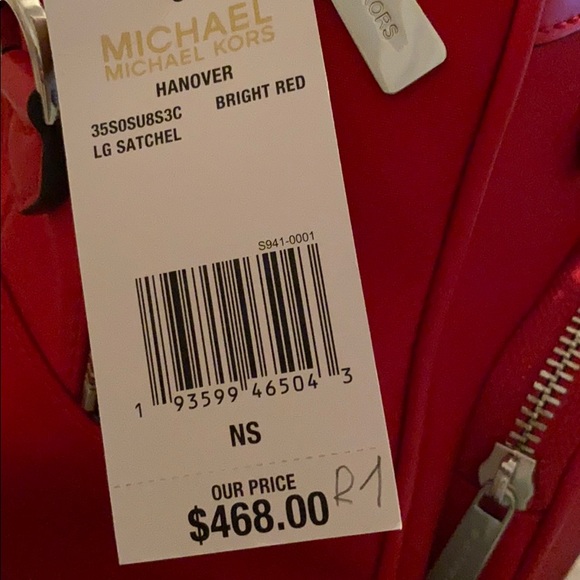 MICHAEL
MICHAEL KORS
HANOVER
35S0SU8S3C BRIGHT RED
LG SATCHEL
S941-0001
1 93599 46504 3
NS
OUR PRICE
$468.00 R1
KORS